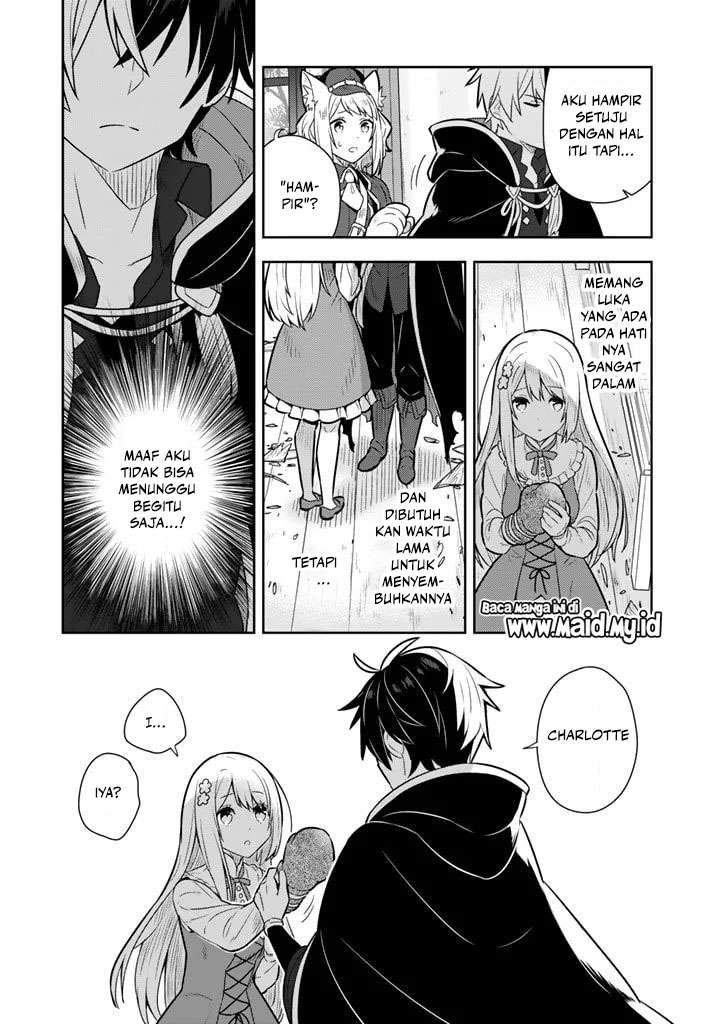 AKU HAMPIR
SETUJU
DENGAN HAL
ITU TAPI...
"HAM-
PIR"?
MEMANG
LUKA
YANG ADA
PADA HATI
NYA
SANGAT
DALAM
DAN
DIBUTUH
KAN WAKTU
LAMA
UNTUK
MENYEM-
BUHKANNYA
TETAPI
...
MAAF AKU
TIDAK BISA
MENUNGGU
BEGITU
SAJA...!
Baca Manga ini di
www.Maid.My.id
CHARLOTTE
I...
IYA?